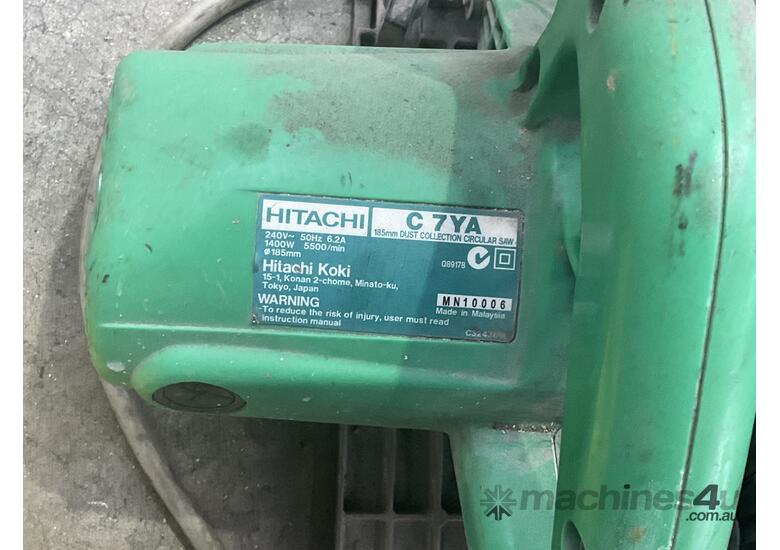 HITACHI
C 7YA
185mm DUST COLLECTION CIRCULAR SAW
240V~ 50Hz 6.2A
1400W 5500/min
Ø185mm
Q89178
Hitachi Koki
15-1, Konan 2-chome, Minato-ku,
Tokyo, Japan
MN10006
Made in Malaysia
WARNING
-To reduce the risk of injury, user must read
instruction manual
machines4u
.com.au